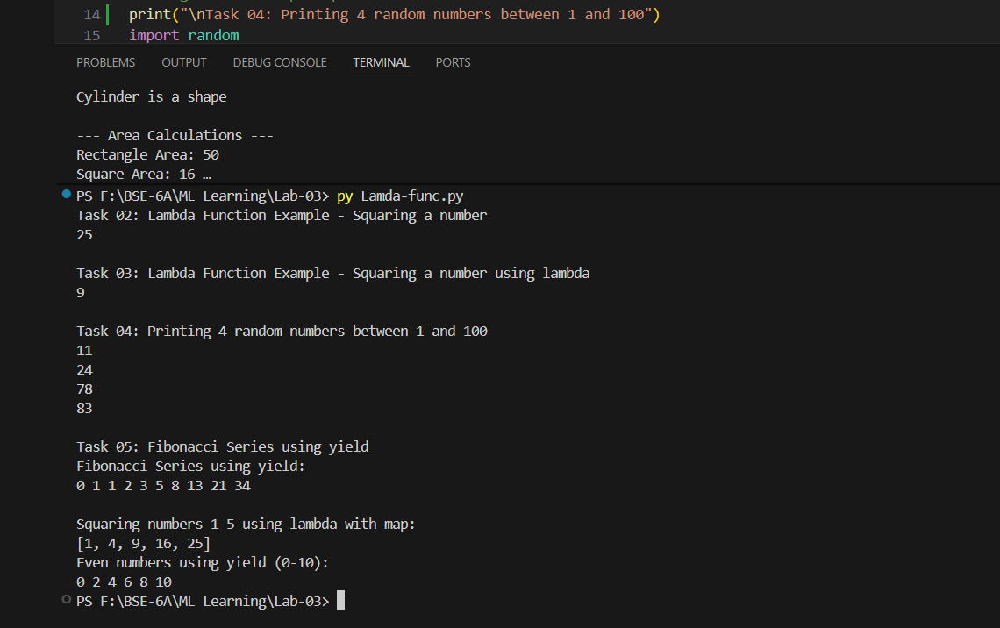 14 print("\nTask 04: Printing 4 random numbers between 1 and 100")
15 import random
PROBLEMS OUTPUT DEBUG CONSOLE TERMINAL PORTS
Cylinder is a shape
--- Area Calculations ---
Rectangle Area: 50
Square Area: 16 …
PS F:\BSE-6A\ML Learning\Lab-03> py Lamda-func.py
Task 02: Lambda Function Example - Squaring a number
25
Task 03: Lambda Function Example - Squaring a number using lambda
9
Task 04: Printing 4 random numbers between 1 and 100
11
24
78
83
Task 05: Fibonacci Series using yield
Fibonacci Series using yield:
0 1 1 2 3 5 8 13 21 34
Squaring numbers 1-5 using lambda with map:
[1, 4, 9, 16, 25]
Even numbers using yield (0-10):
0 2 4 6 8 10
PS F:\BSE-6A\ML Learning\Lab-03>